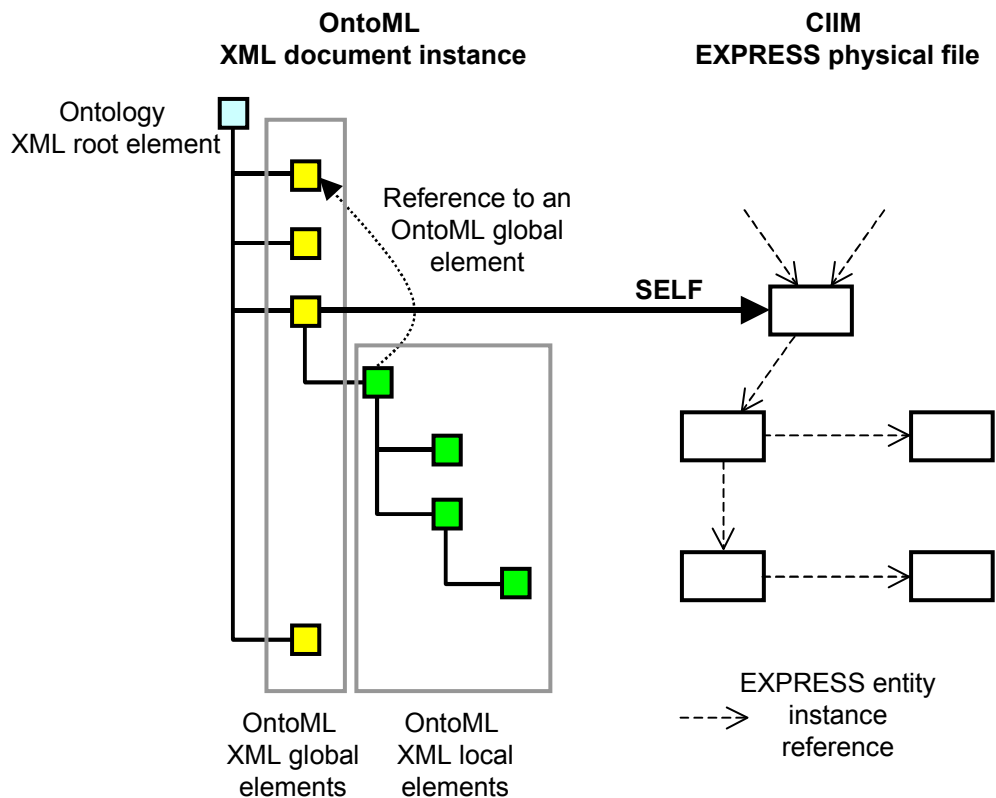 OntoML
XML document instance
CIIM
EXPRESS physical file
Ontology
XML root element
Reference to an
OntoML global
element
SELF
OntoML
XML global
elements
OntoML
XML local
elements
EXPRESS entity
instance
reference